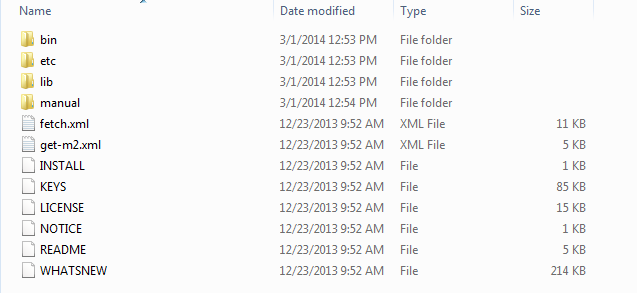 Name Date modified Type Size
bin 3/1/2014 12:53 PM File folder
etc 3/1/2014 12:53 PM File folder
lib 3/1/2014 12:53 PM File folder
manual 3/1/2014 12:54 PM File folder
fetch.xml 12/23/2013 9:52 AM XML File 11 KB
get-m2.xml 12/23/2013 9:52 AM XML File 5 KB
INSTALL 12/23/2013 9:52 AM File 1 KB
KEYS 12/23/2013 9:52 AM File 85 KB
LICENSE 12/23/2013 9:52 AM File 15 KB
NOTICE 12/23/2013 9:52 AM File 1 KB
README 12/23/2013 9:52 AM File 5 KB
WHATSNEW 12/23/2013 9:52 AM File 214 KB